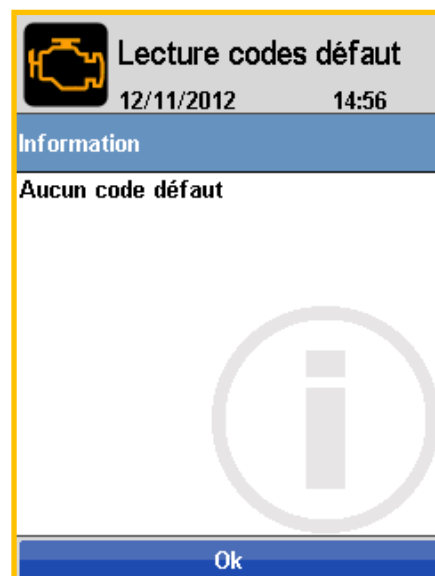 Lecture codes défaut
12/11/2012 14:56
Information
Aucun code défaut
Ok